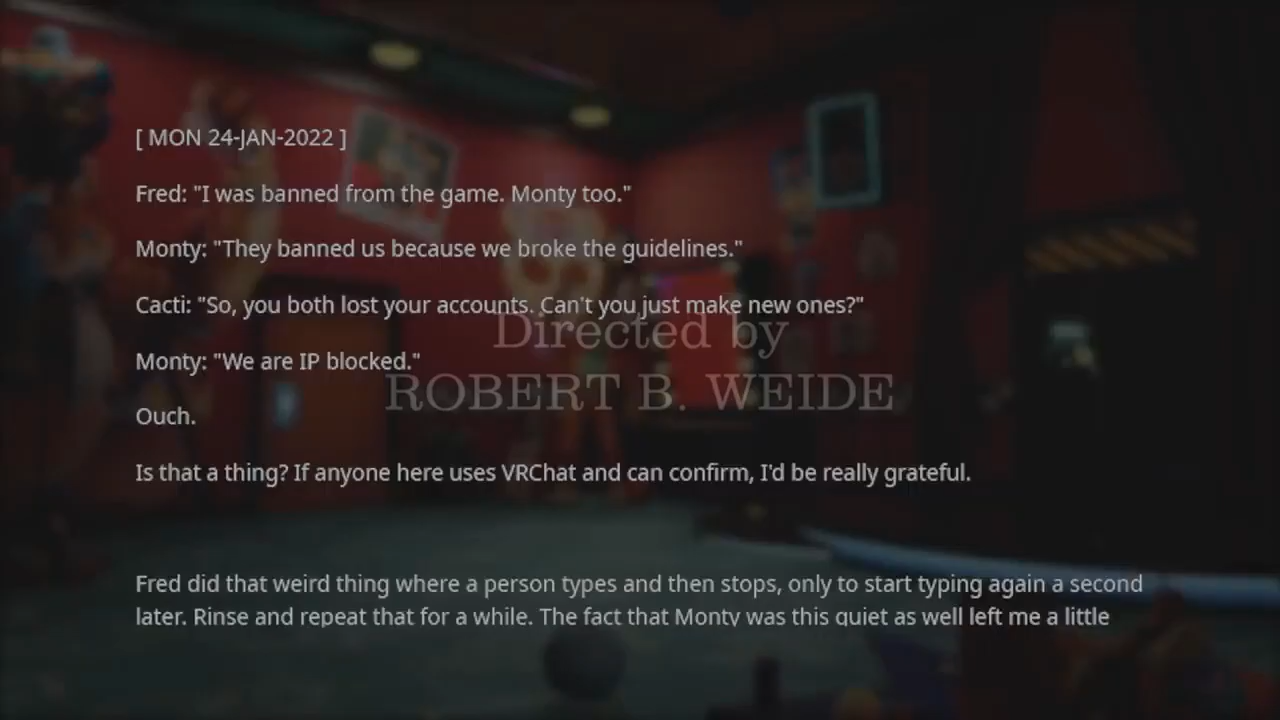 [ MON 24-JAN-2022 ]
Fred: "I was banned from the game. Monty too."
Monty: "They banned us because we broke the guidelines."
Cacti: "So, you both lost your accounts. Can't you just make new ones?"
Directed by
Monty: "We are IP blocked."
ROBERT B. WEIDE
Ouch.
Is that a thing? If anyone here uses VRChat and can confirm, I'd be really grateful.
Fred did that weird thing where a person types and then stops, only to start typing again a second
later. Rinse and repeat that for a while. The fact that Monty was this quiet as well left me a little